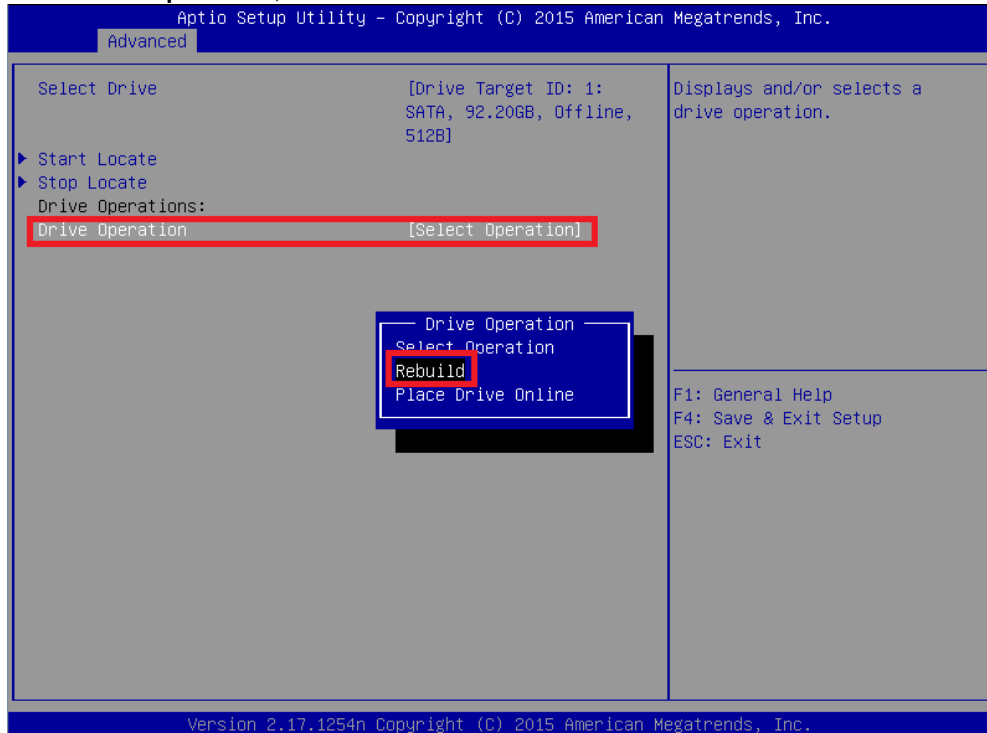 Aptio Setup Utility – Copyright (C) 2015 American Megatrends, Inc.
Advanced
Select Drive [Drive Target ID: 1: Displays and/or selects a
SATA, 92.20GB, Offline, drive operation.
512B]
Start Locate
Stop Locate
Drive Operations:
Drive Operation [Select Operation]
Drive Operation
Select Operation
Rebuild
Place Drive Online
F1: General Help
F4: Save & Exit Setup
ESC: Exit
Version 2.17.1254n Copyright (C) 2015 American Megatrends, Inc.